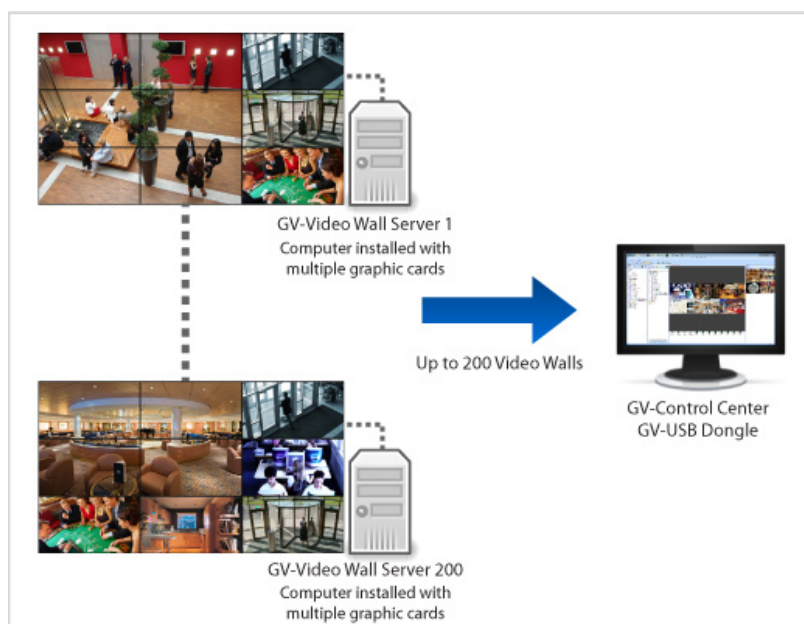 GV-Video Wall Server 1
Computer installed with
multiple graphic cards
Up to 200 Video Walls
GV-Control Center
GV-USB Dongle
GV-Video Wall Server 200
Computer installed with
multiple graphic cards